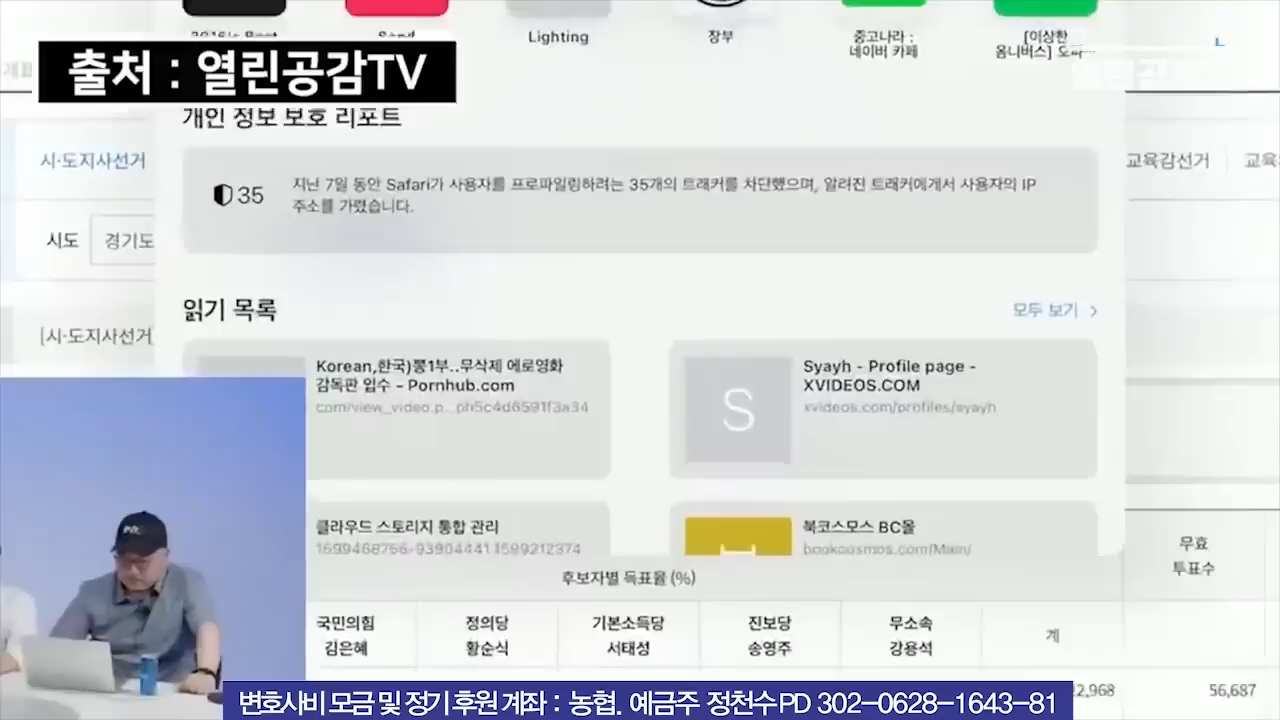 Lighting
장부
중고나라 :
네이버 카페
[이상한
옴니버스]
출처 : 열린공감TV
개인 정보 보호 리포트
시·도지사선거
교육감선거
35
지난 7일 동안 Safari가 사용자를 프로파일링하려는 35개의 트래커를 차단했으며, 알려진 트래커에게서 사용자의 IP
주소를 가렸습니다.
시도
경기도
읽기 목록
모두 보기 >
[시·도지사선거]
Korean,한국)뽕1부..무삭제 에로영화
감독판 입수 - Pornhub.com
com/view_video.p... ph5c4d6591f3a34
S
Syayh - Profile page -
XVIDEOS.COM
xvideos.com/profiles/syayh
클라우드 스토리지 통합 관리
1699468756-93904441.1589212374
북코스모스 BC몰
bookcosmos.com/Main/
무효
투표수
후보자별 득표율 (%)
국민의힘
김은혜
정의당
황순식
기본소득당
서태성
진보당
송영주
무소속
강용석
계
56,687
변호사비 모금 및 정기 후원 계좌 : 농협. 예금주 정천수PD 302-0628-1643-81